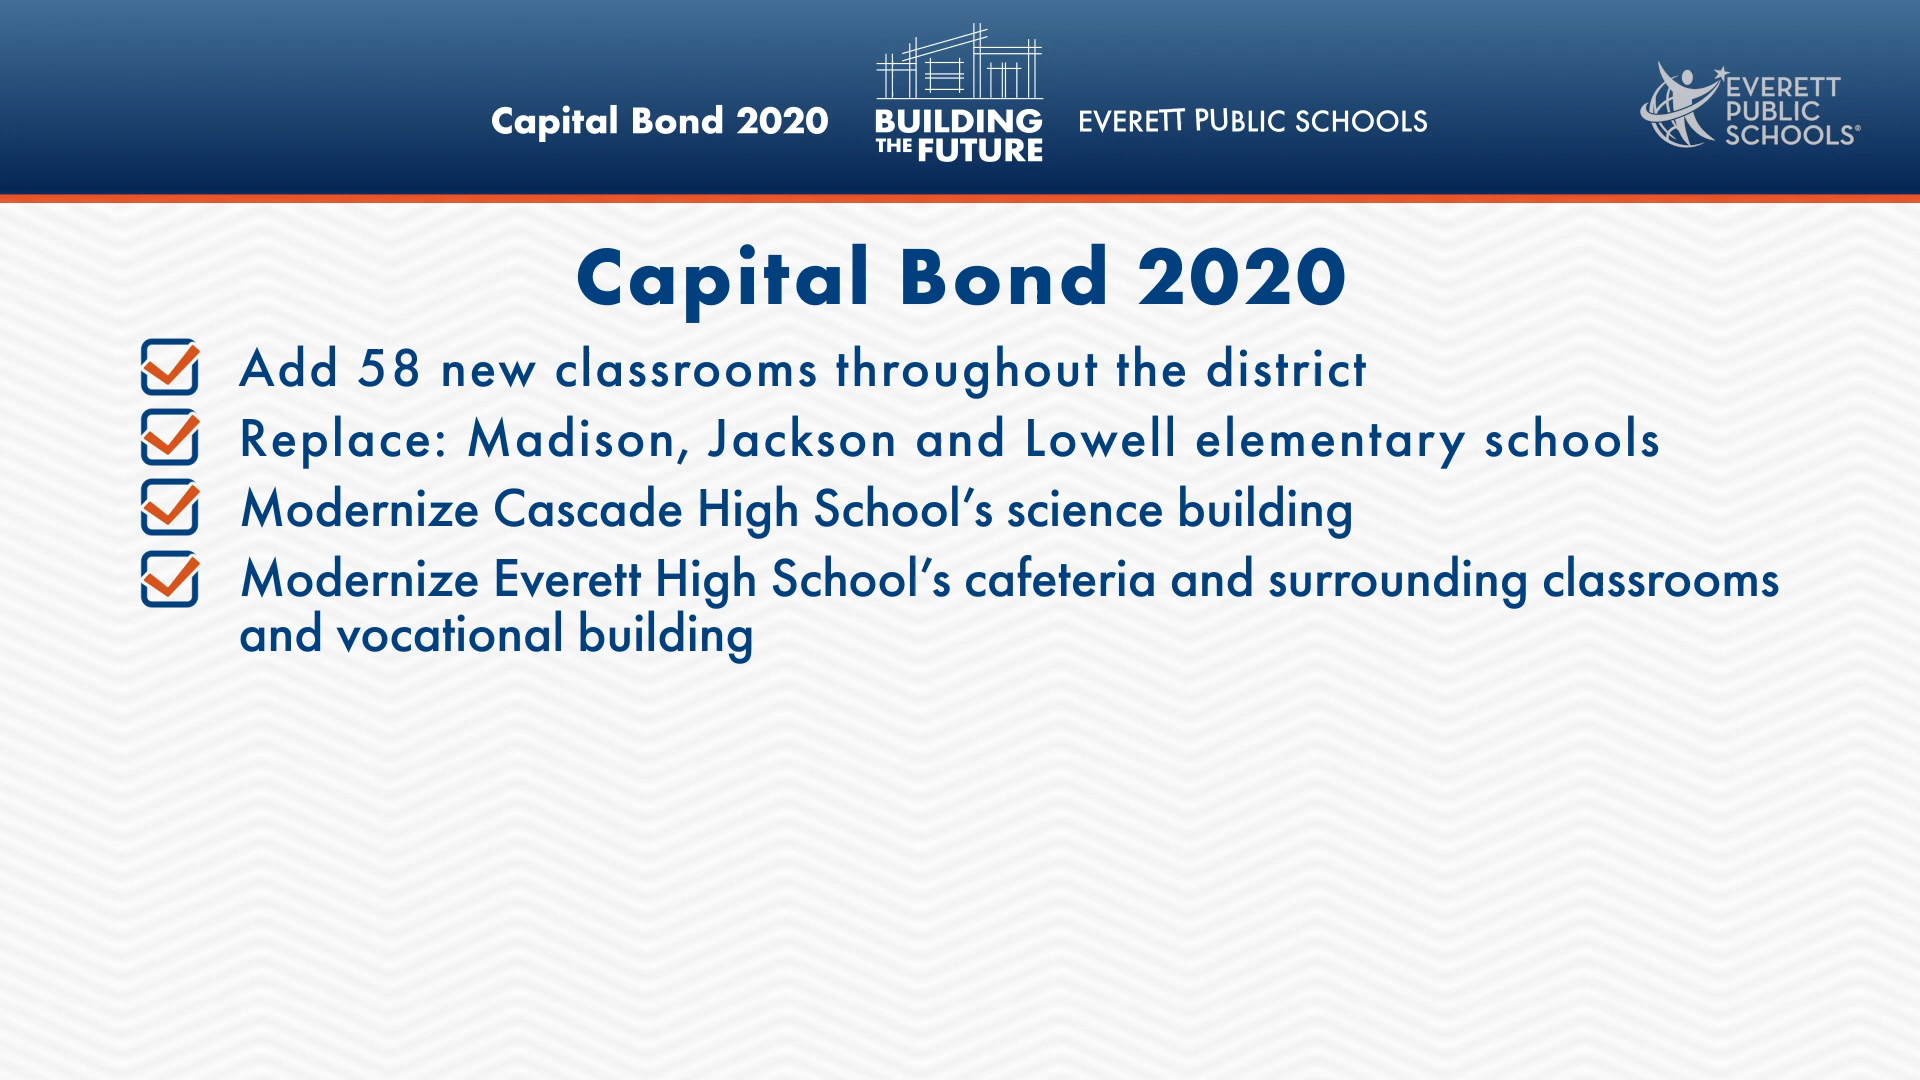 Capital Bond 2020
BUILDING
THE FUTURE
EVERETT PUBLIC SCHOOLS
EVERETT
PUBLIC
SCHOOLS®
Capital Bond 2020
Add 58 new classrooms throughout the district
Replace: Madison, Jackson and Lowell elementary schools
Modernize Cascade High School’s science building
Modernize Everett High School’s cafeteria and surrounding classrooms
and vocational building